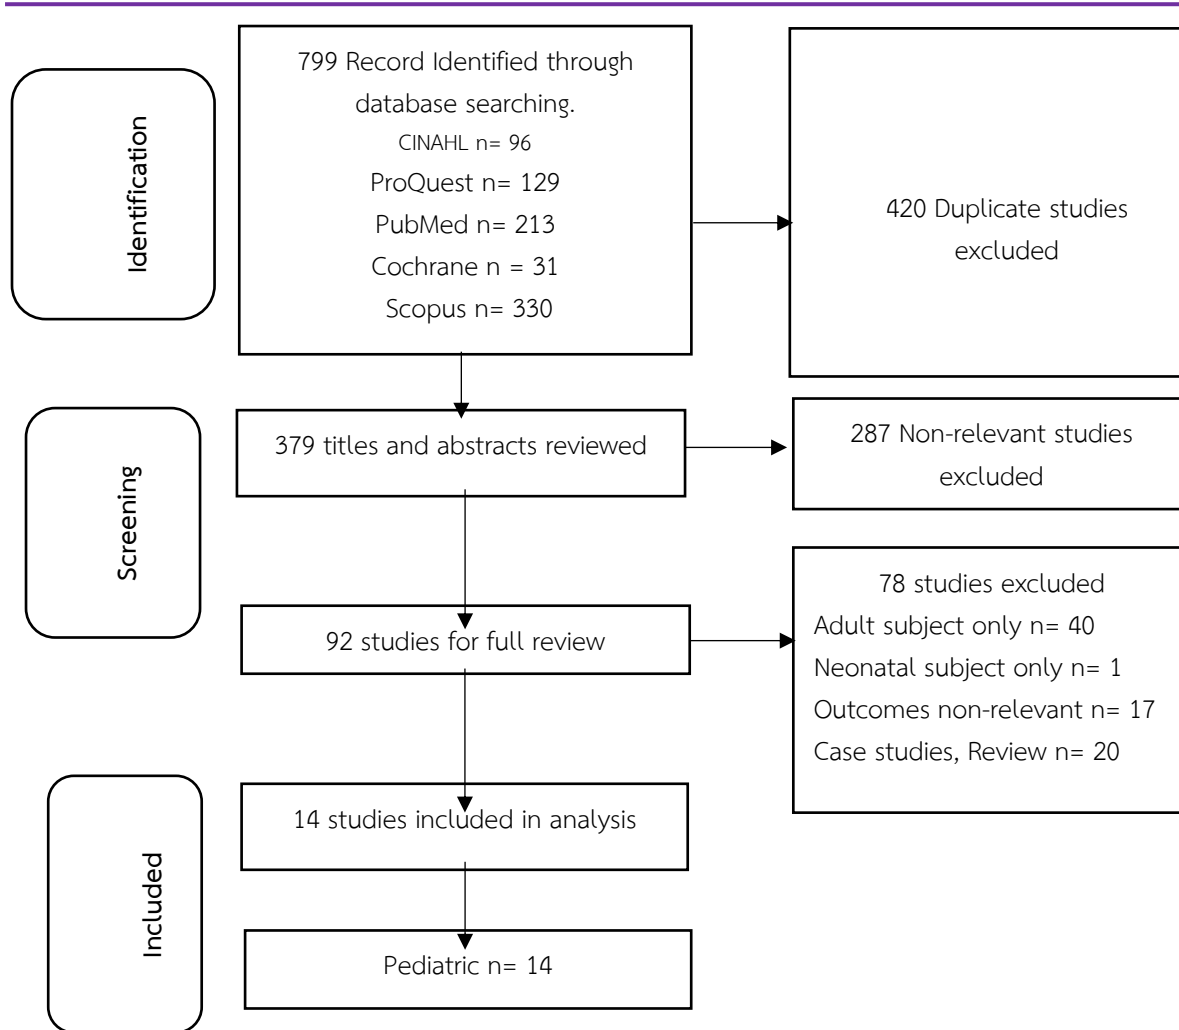 Identification
799 Record Identified through
database searching.
CINAHL n= 96
ProQuest n= 129
PubMed n= 213
Cochrane n = 31
Scopus n= 330
420 Duplicate studies
excluded
Screening
379 titles and abstracts reviewed
287 Non-relevant studies
excluded
92 studies for full review
78 studies excluded
Adult subject only n= 40
Neonatal subject only n= 1
Outcomes non-relevant n= 17
Case studies, Review n= 20
Included
14 studies included in analysis
Pediatric n= 14